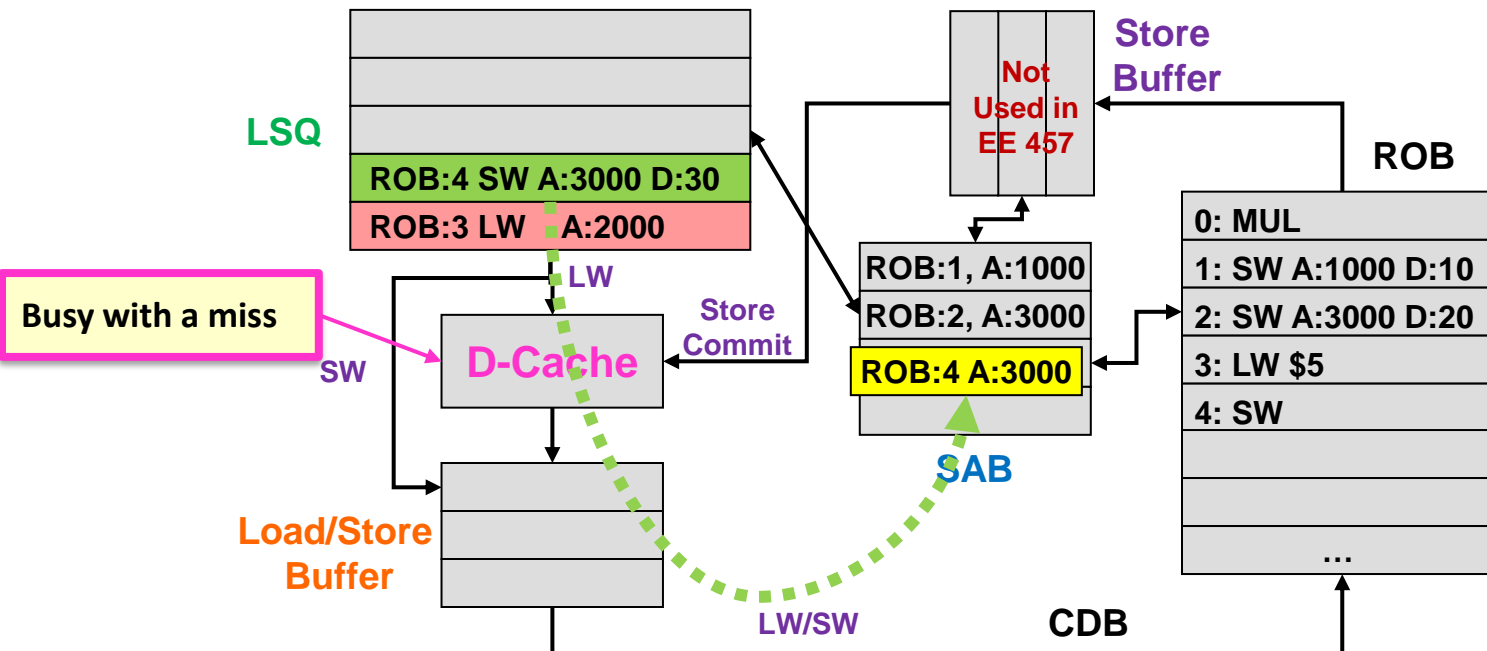 LSQ
ROB:4 SW A:3000 D:30
ROB:3 LW A:2000
Busy with a miss
LW
SW
D-Cache
Store
Commit
Load/Store
Buffer
Not
Used in
EE 457
Store
Buffer
ROB:1, A:1000
ROB:2, A:3000
ROB:4 A:3000
SAB
LW/SW
ROB
0: MUL
1: SW A:1000 D:10
2: SW A:3000 D:20
3: LW $5
4: SW
...
CDB